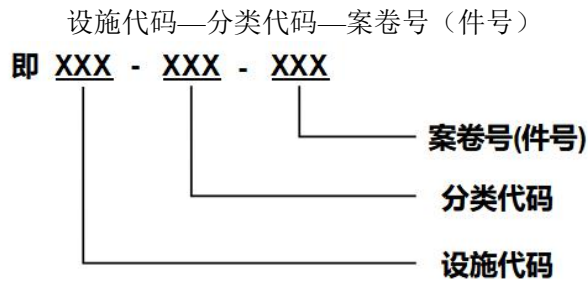 设施代码—分类代码—案卷号（件号）
即 XXX - XXX - XXX
案卷号(件号)
分类代码
设施代码